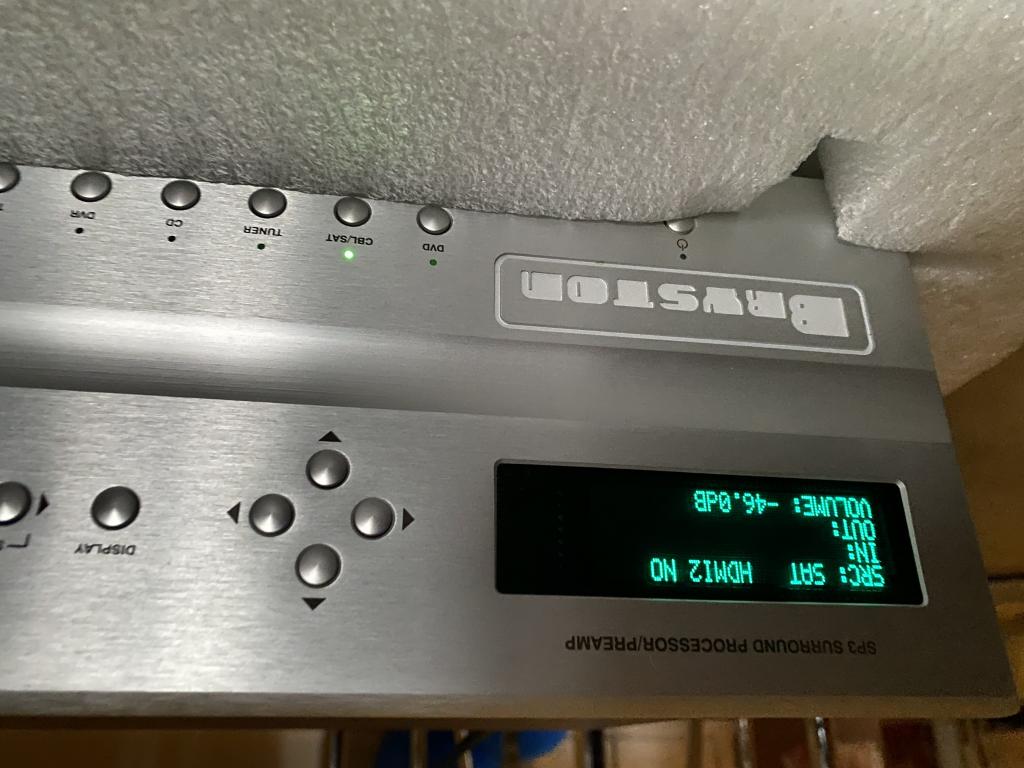 SP3 SURROUND PROCESSOR/PREAMP
SRC: SAT HDMI2 NO
IN:
OUT:
VOLUME: -46.0dB
DISPLAY
BRYSTON
DVD
CBL/SAT
TUNER
CD
DVR